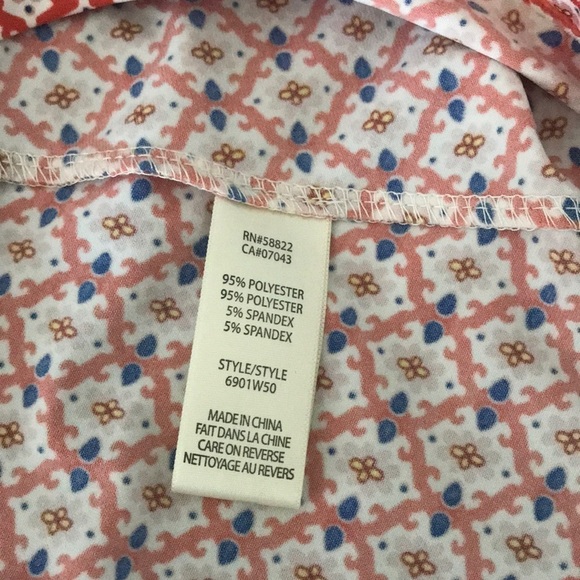 RN#58822
CA#07043
95% POLYESTER
95% POLYESTER
5% SPANDEX
5% SPANDEX
STYLE/STYLE
6901W50
MADE IN CHINA
FAIT DANS LA CHINE
CARE ON REVERSE
NETTOYAGE AU REVERS